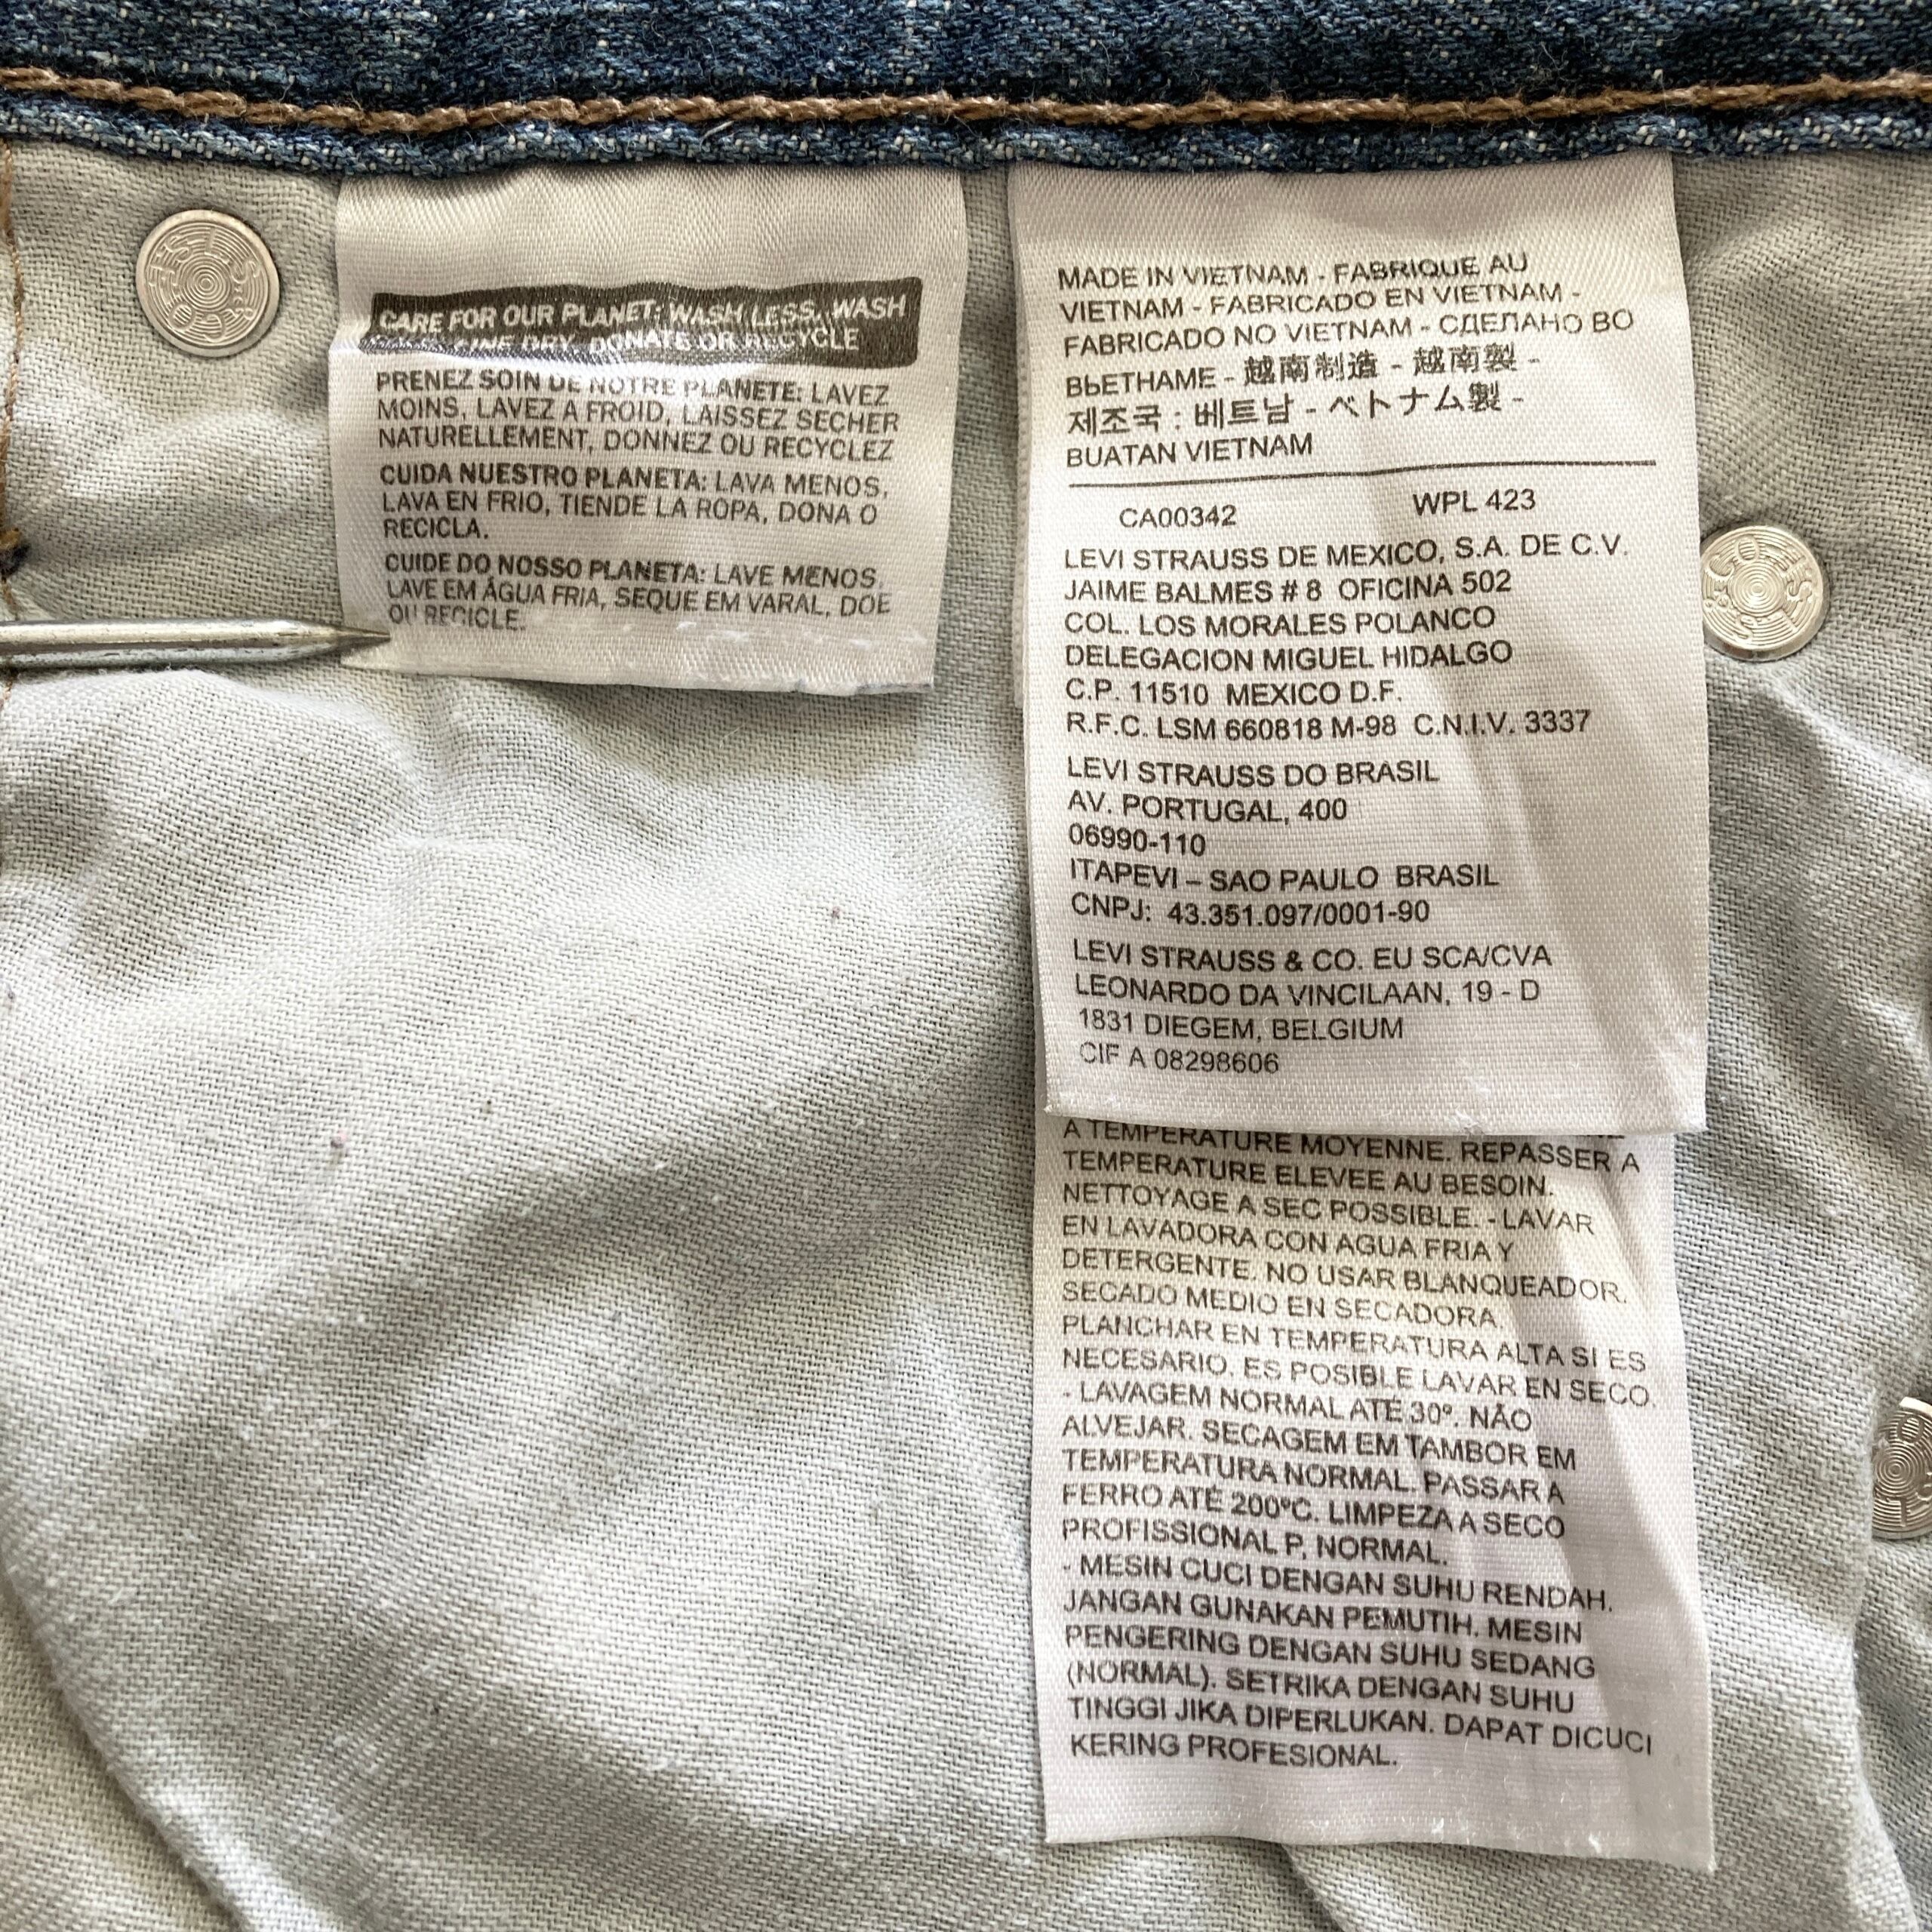 CARE FOR OUR PLANET: WASH LESS, WASH
LINE DRY, DONATE OR RECYCLE
PRENEZ SOIN DE NOTRE PLANETE: LAVEZ
MOINS, LAVEZ A FROID, LAISSEZ SECHER
NATURELLEMENT, DONNEZ OU RECYCLEZ
CUIDA NUESTRO PLANETA: LAVA MENOS,
LAVA EN FRIO, TIENDE LA ROPA, DONA O
RECICLA.
CUIDE DO NOSSO PLANETA: LAVE MENOS,
LAVE EM ÁGUA FRIA, SEQUE EM VARAL, DOE
OU RECICLE.
MADE IN VIETNAM - FABRIQUE AU
VIETNAM - FABRICADO EN VIETNAM -
FABRICADO NO VIETNAM - СДЕЛАНО ВО
ВЬЕТНАМЕ - 越南制造 - 越南製 -
제조국 : 베트남 - ベトナム製 -
BUATAN VIETNAM
CA00342 WPL 423
LEVI STRAUSS DE MEXICO, S.A. DE C.V.
JAIME BALMES # 8 OFICINA 502
COL. LOS MORALES POLANCO
DELEGACION MIGUEL HIDALGO
C.P. 11510 MEXICO D.F.
R.F.C. LSM 660818 M-98 C.N.I.V. 3337
LEVI STRAUSS DO BRASIL
AV. PORTUGAL, 400
06990-110
ITAPEVI – SAO PAULO BRASIL
CNPJ: 43.351.097/0001-90
LEVI STRAUSS & CO. EU SCA/CVA
LEONARDO DA VINCILAAN, 19 - D
1831 DIEGEM, BELGIUM
CIF A 08298606
A TEMPERATURE MOYENNE. REPASSER A
TEMPERATURE ELEVEE AU BESOIN.
NETTOYAGE A SEC POSSIBLE. - LAVAR
EN LAVADORA CON AGUA FRIA Y
DETERGENTE. NO USAR BLANQUEADOR.
SECADO MEDIO EN SECADORA.
PLANCHAR EN TEMPERATURA ALTA SI ES
NECESARIO. ES POSIBLE LAVAR EN SECO.
- LAVAGEM NORMAL ATÉ 30º. NÃO
ALVEJAR. SECAGEM EM TAMBOR EM
TEMPERATURA NORMAL. PASSAR A
FERRO ATÉ 200ºC. LIMPEZA A SECO
PROFISSIONAL P, NORMAL.
- MESIN CUCI DENGAN SUHU RENDAH.
JANGAN GUNAKAN PEMUTIH. MESIN
PENGERING DENGAN SUHU SEDANG
(NORMAL). SETRIKA DENGAN SUHU
TINGGI JIKA DIPERLUKAN. DAPAT DICUCI
KERING PROFESIONAL.